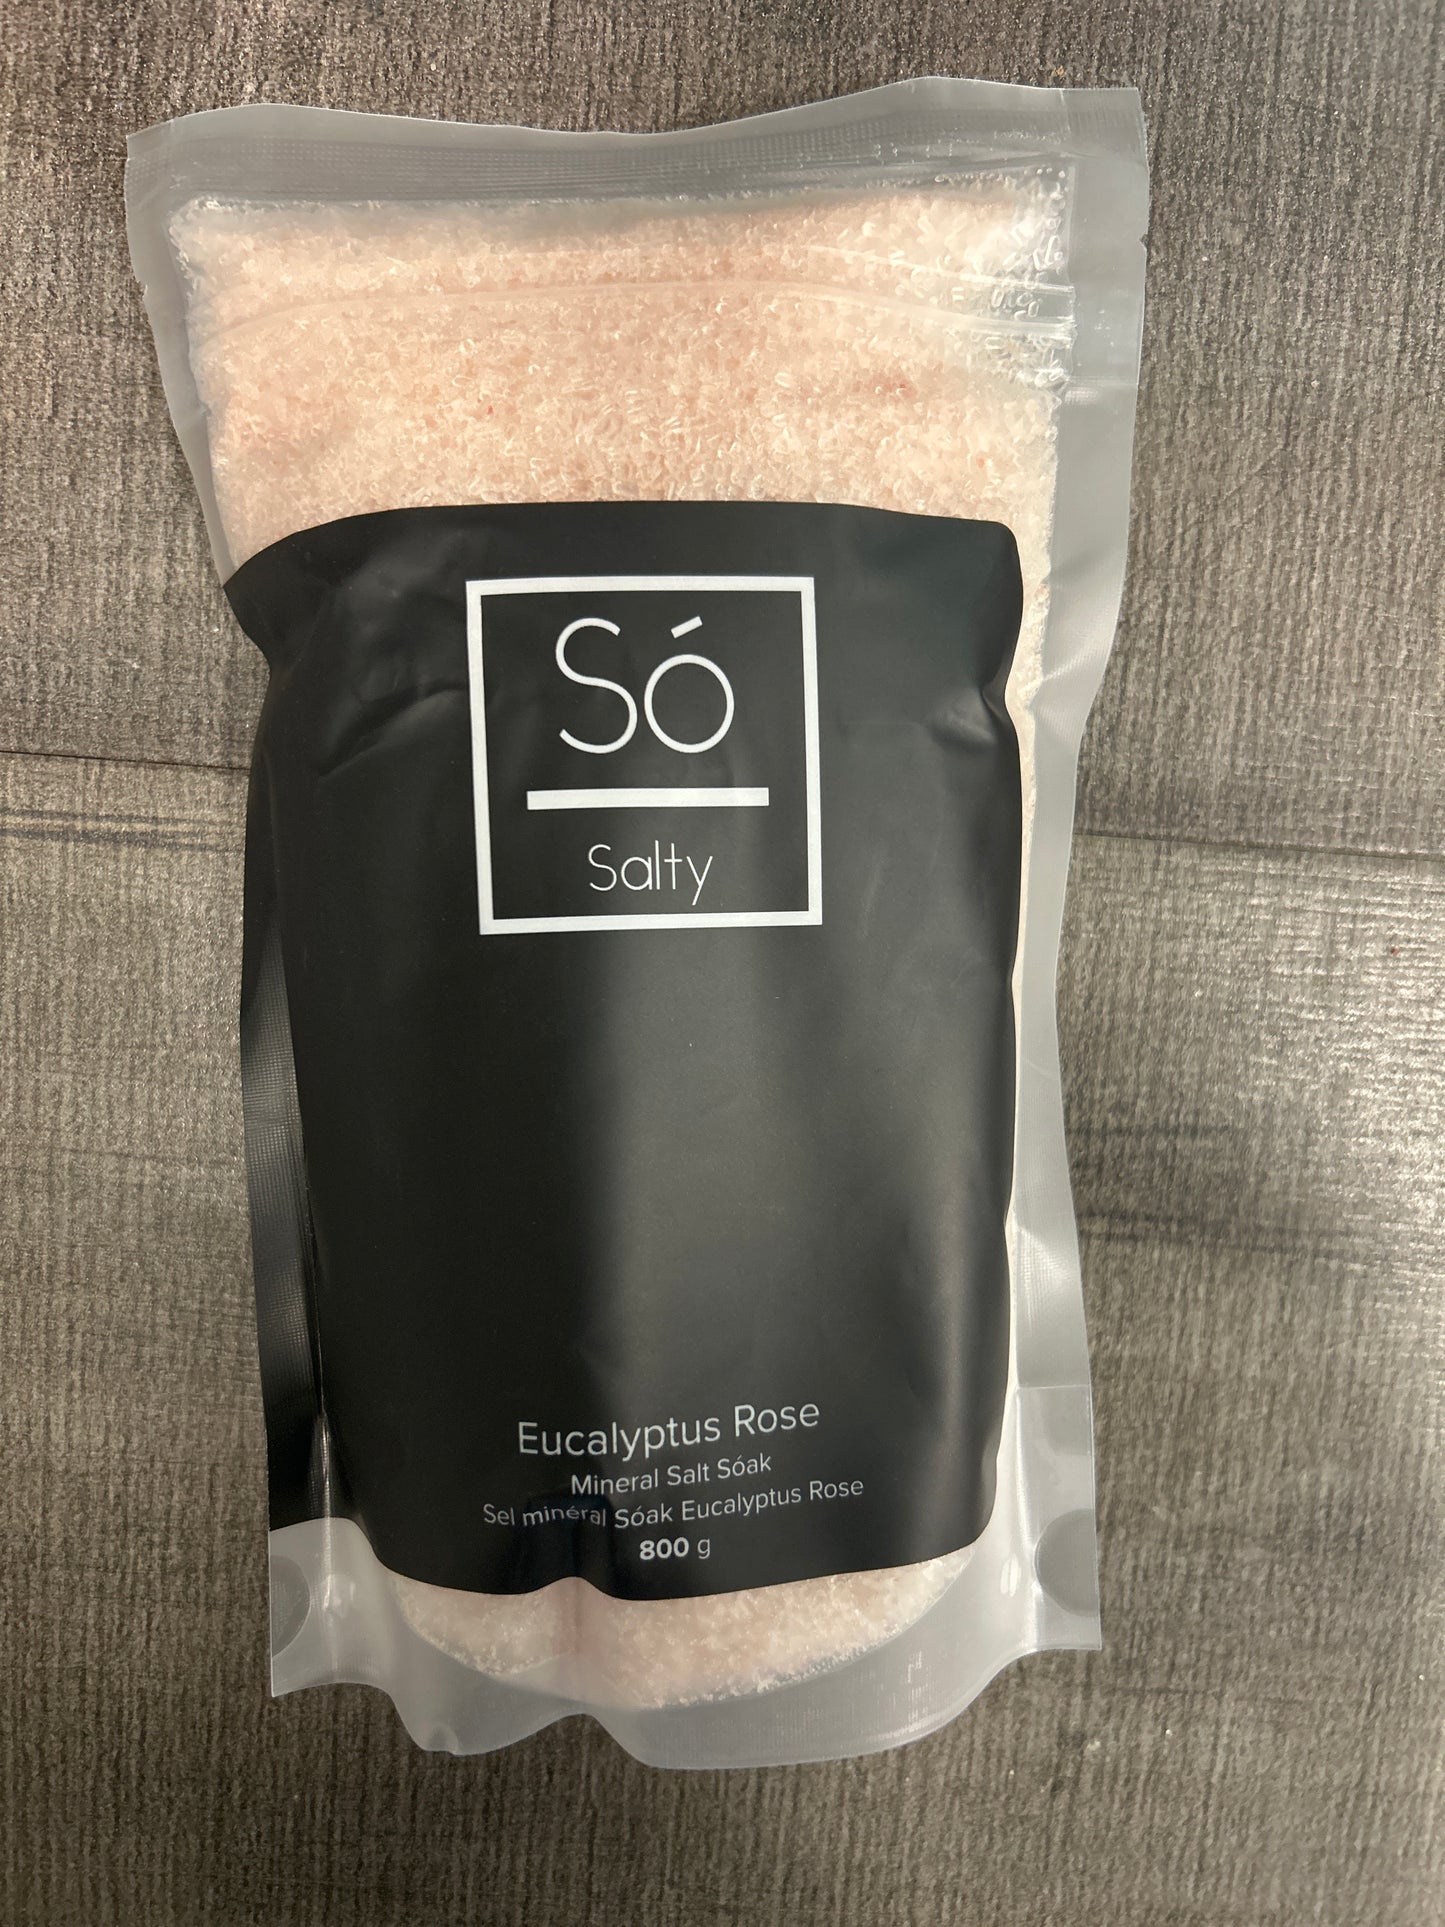 Só
Salty
Eucalyptus Rose
Mineral Salt Sóak
Sel minéral Sóak Eucalyptus Rose
800 g